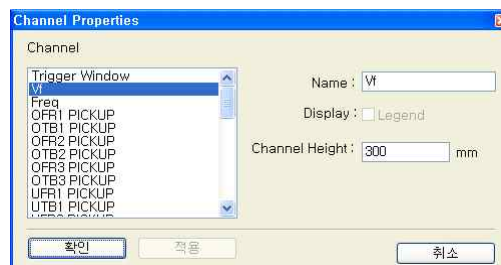 Channel Properties
Channel
Trigger Window
Vf
Freq
OFR1 PICKUP
OTB1 PICKUP
OFR2 PICKUP
OTB2 PICKUP
OFR3 PICKUP
OTB3 PICKUP
UFR1 PICKUP
UTB1 PICKUP
Name : Vf
Display : Legend
Channel Height : 300 mm
확인
적용
취소